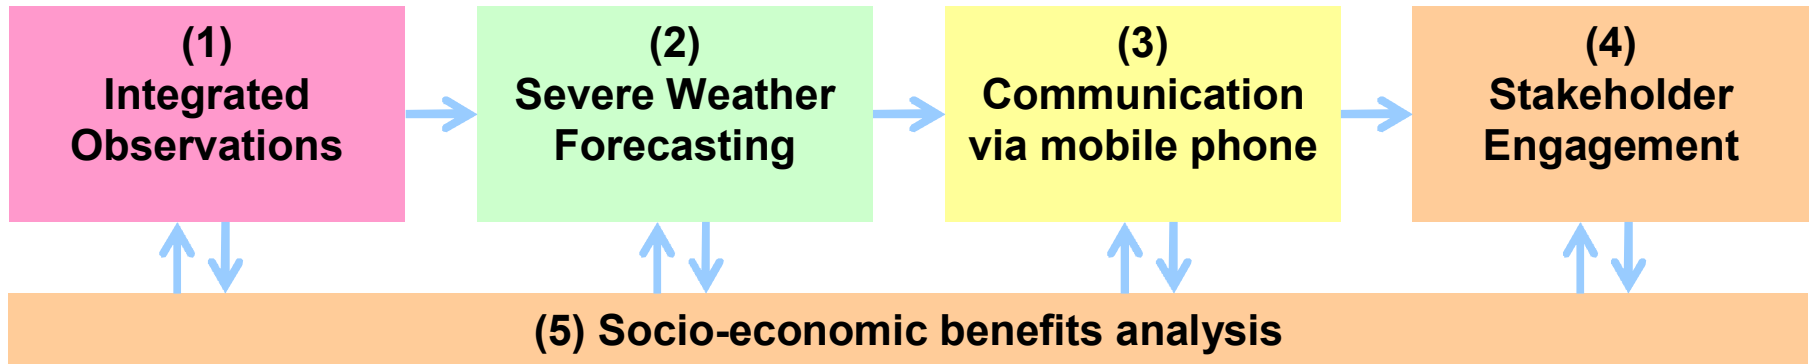 (1)
Integrated
Observations
(2)
Severe Weather
Forecasting
(3)
Communication
via mobile phone
(4)
Stakeholder
Engagement
(5) Socio-economic benefits analysis